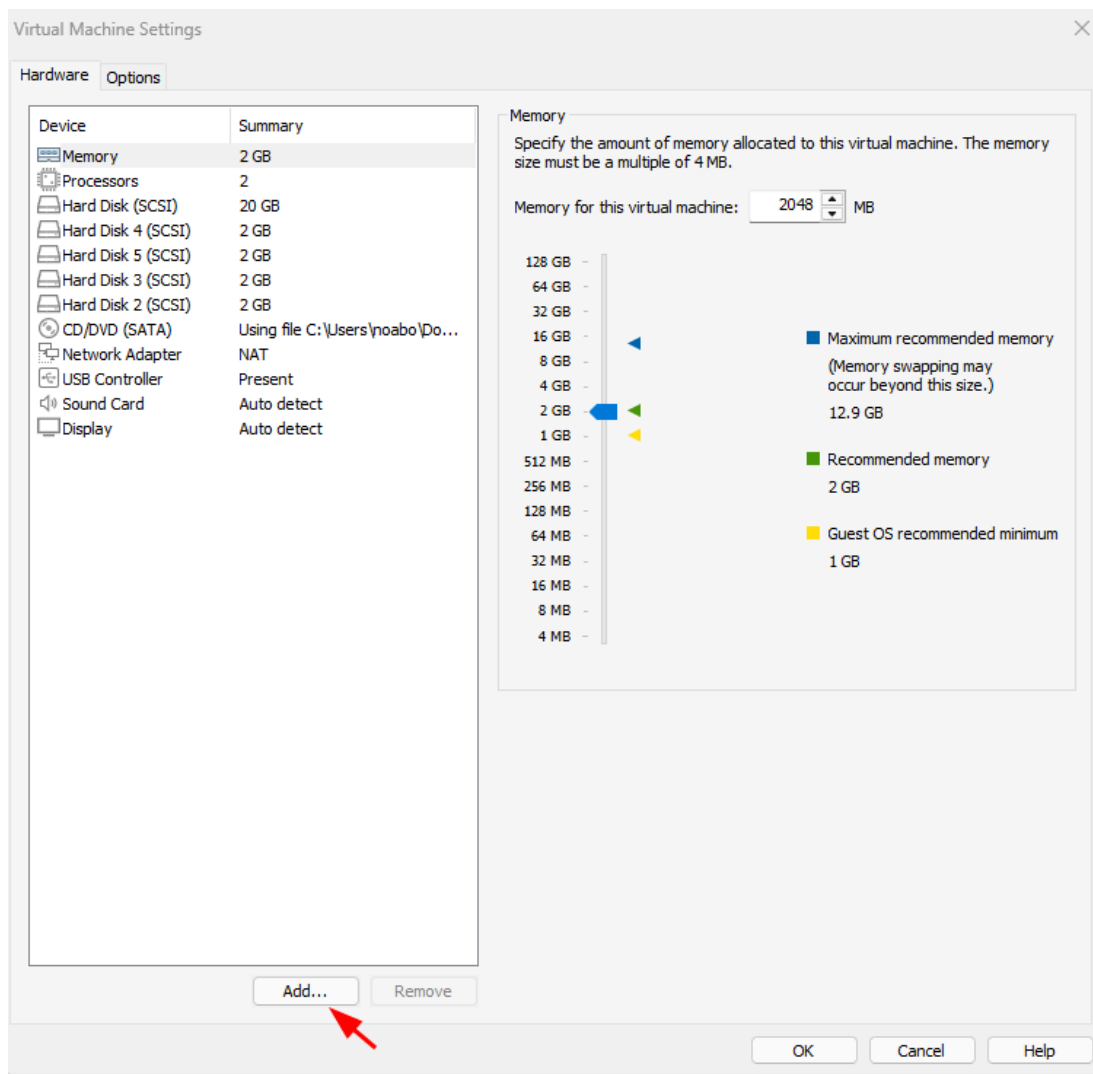 Virtual Machine Settings
Hardware Options
Device Summary
Memory 2 GB
Processors 2
Hard Disk (SCSI) 20 GB
Hard Disk 4 (SCSI) 2 GB
Hard Disk 5 (SCSI) 2 GB
Hard Disk 3 (SCSI) 2 GB
Hard Disk 2 (SCSI) 2 GB
CD/DVD (SATA) Using file C:\Users\noabo\Do...
Network Adapter NAT
USB Controller Present
Sound Card Auto detect
Display Auto detect
Add... Remove
Memory
Specify the amount of memory allocated to this virtual machine. The memory
size must be a multiple of 4 MB.
Memory for this virtual machine: 2048 MB
128 GB
64 GB
32 GB
16 GB
8 GB
4 GB
2 GB
1 GB
512 MB
256 MB
128 MB
64 MB
32 MB
16 MB
8 MB
4 MB
Maximum recommended memory
(Memory swapping may
occur beyond this size.)
12.9 GB
Recommended memory
2 GB
Guest OS recommended minimum
1 GB
OK Cancel Help